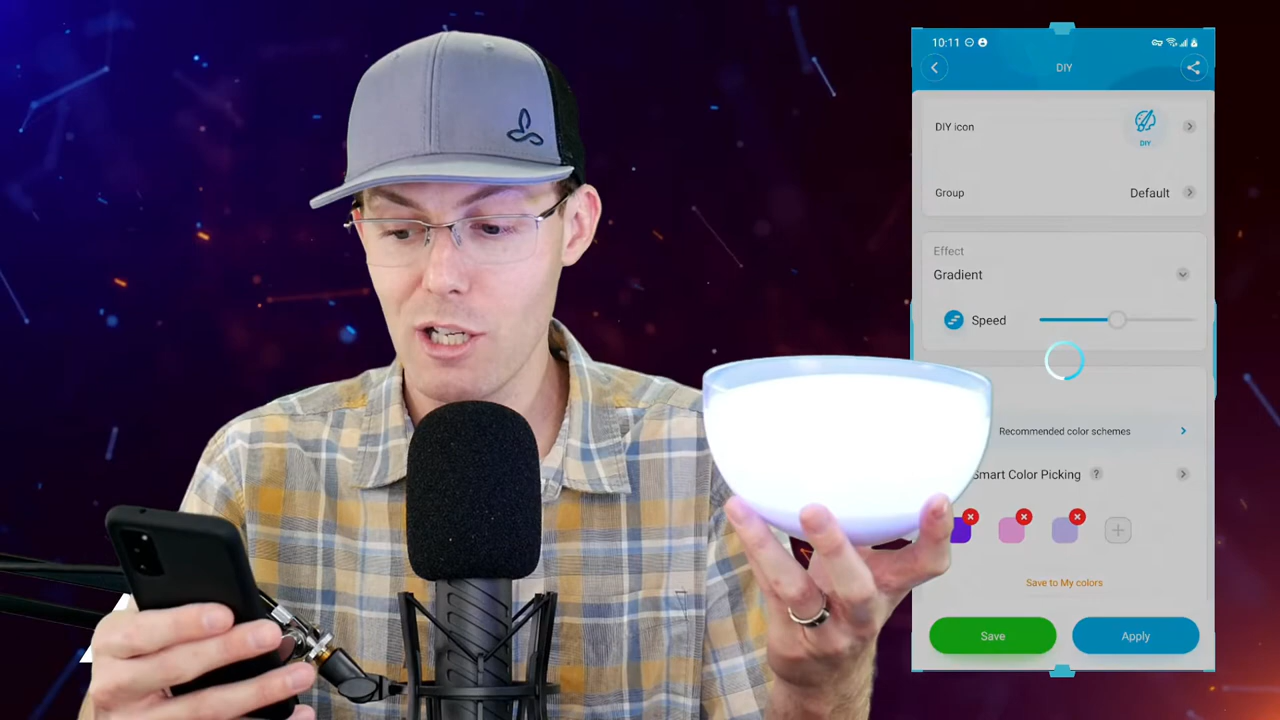 10:11
DIY
DIY icon
DIY
Group
Default
Effect
Gradient
Speed
Recommended color schemes
Smart Color Picking ?
Save to My colors
Save
Apply